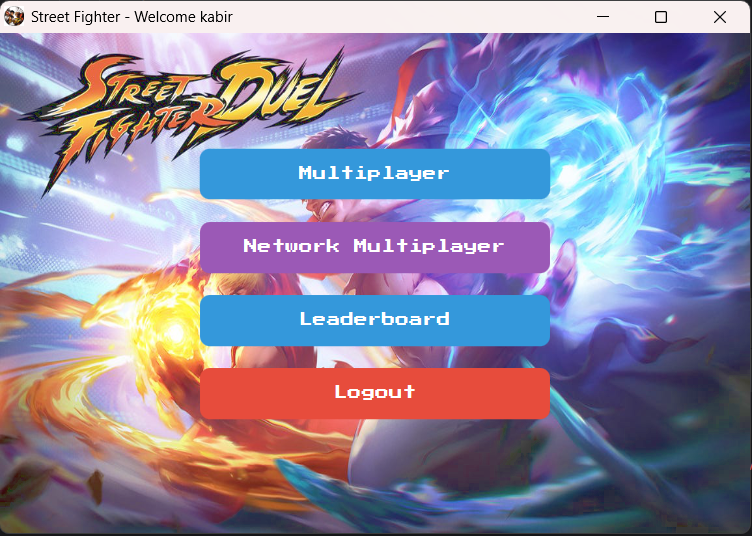 Street Fighter - Welcome kabir
STREET
FIGHTER DUEL
Multiplayer
Network Multiplayer
Leaderboard
Logout